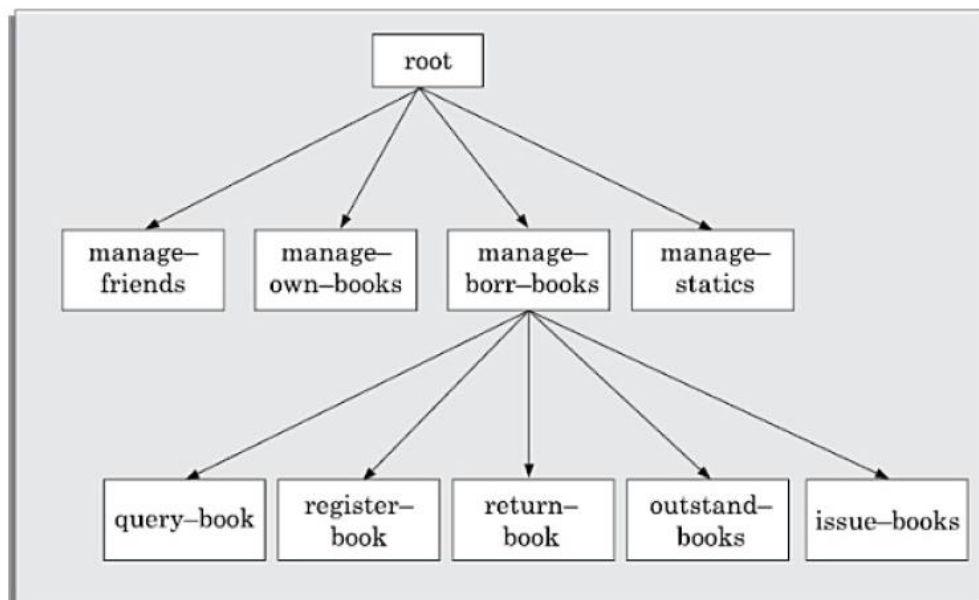 root
manage–
friends
manage–
own–books
manage–
borr–books
manage–
statics
query–book
register–
book
return–
book
outstand–
books
issue–books